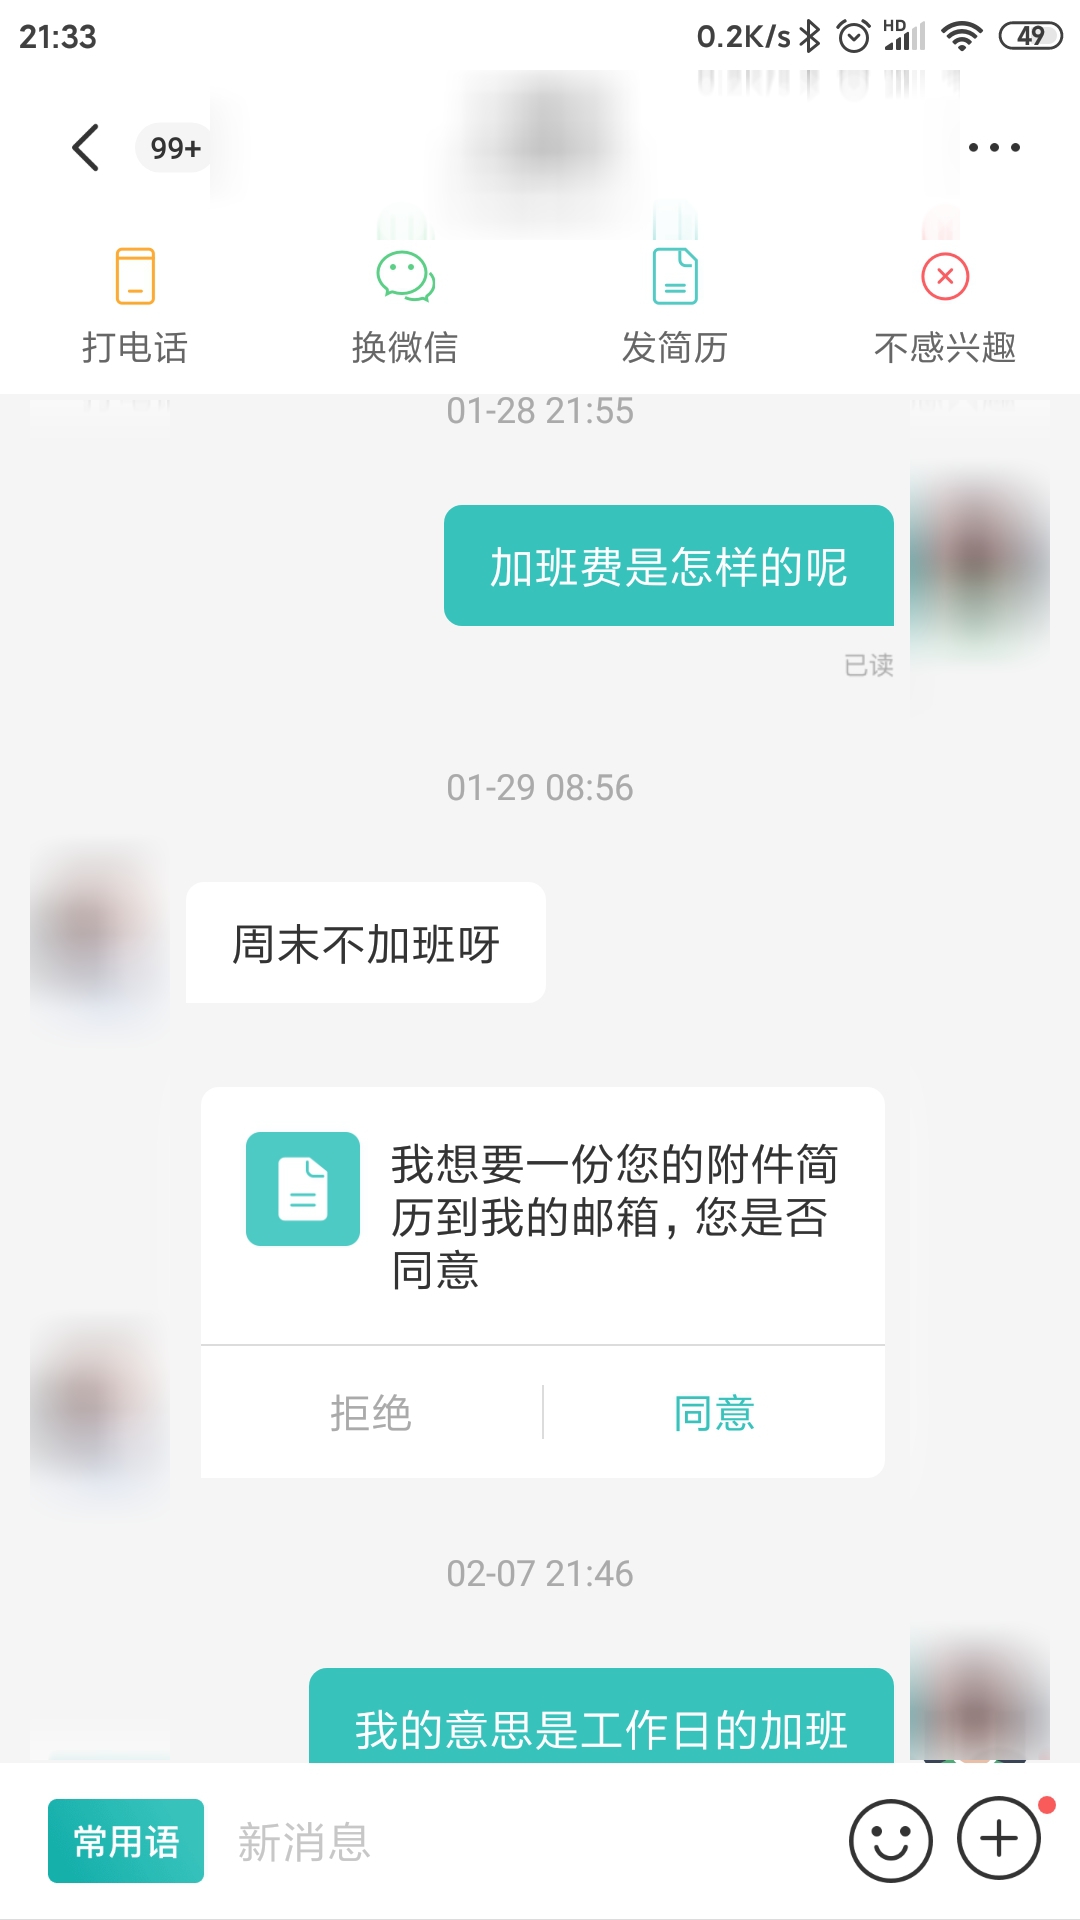 21:33
0.2K/s HD 49
99+
打电话 换微信 发简历 不感兴趣
01-28 21:55
加班费是怎样的呢
已读
01-29 08:56
周末不加班呀
我想要一份您的附件简
历到我的邮箱，您是否
同意
拒绝 同意
02-07 21:46
我的意思是工作日的加班
常用语 新消息